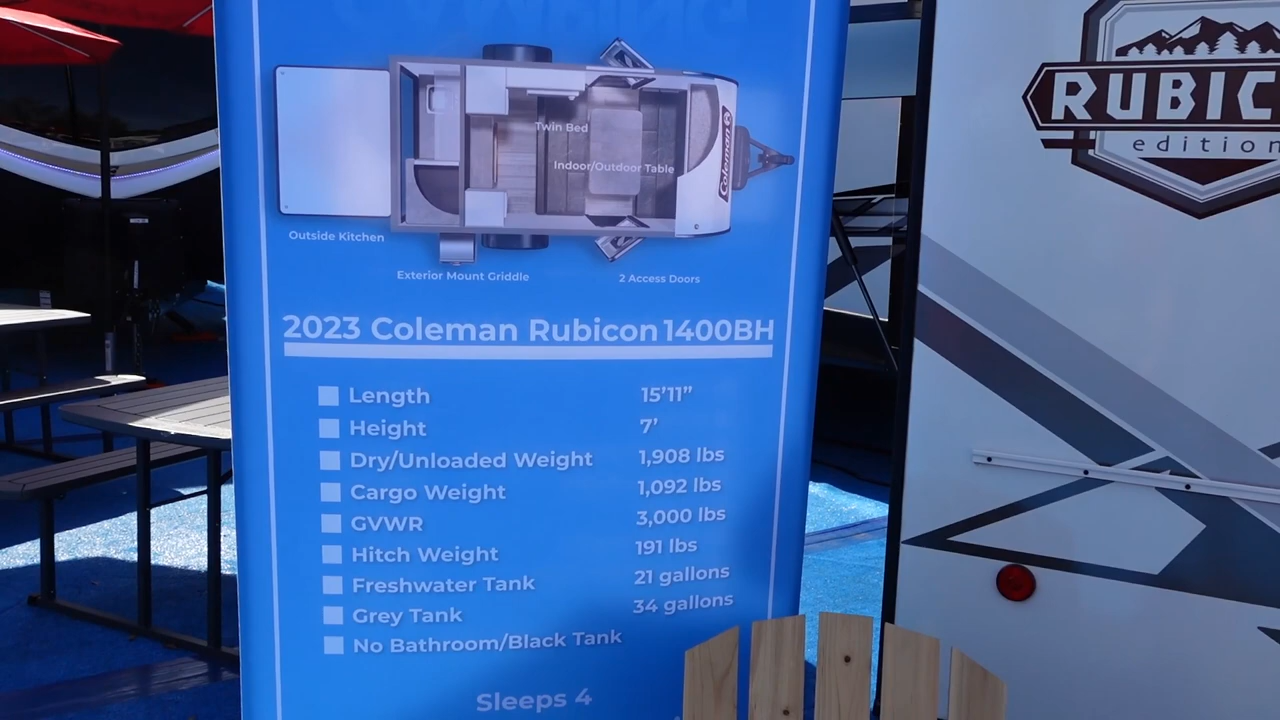 Twin Bed
Indoor/Outdoor Table
Coleman
Outside Kitchen
Exterior Mount Griddle
2 Access Doors
2023 Coleman Rubicon 1400BH
Length 15'11"
Height 7'
Dry/Unloaded Weight 1,908 lbs
Cargo Weight 1,092 lbs
GVWR 3,000 lbs
Hitch Weight 191 lbs
Freshwater Tank 21 gallons
Grey Tank 34 gallons
No Bathroom/Black Tank
Sleeps 4
RUBIC
edition